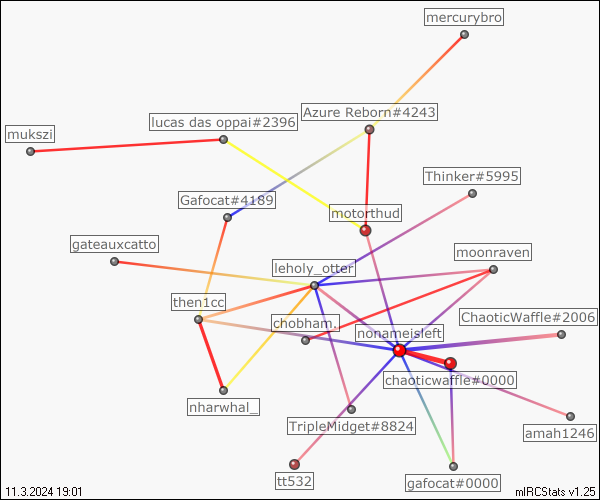 mercurybro
Azure Reborn#4243
lucas das oppai#2396
mukszi
Thinker#5995
Gafocat#4189
motorthud
gateauxcatto
moonraven
leholy_otter
then1cc
ChaoticWaffle#2006
chobham.
nonameisleft
chaoticwaffle#0000
nharwhal_
TripleMidget#8824
amah1246
tt532
gafocat#0000
11.3.2024 19:01
mIRCStats v1.25